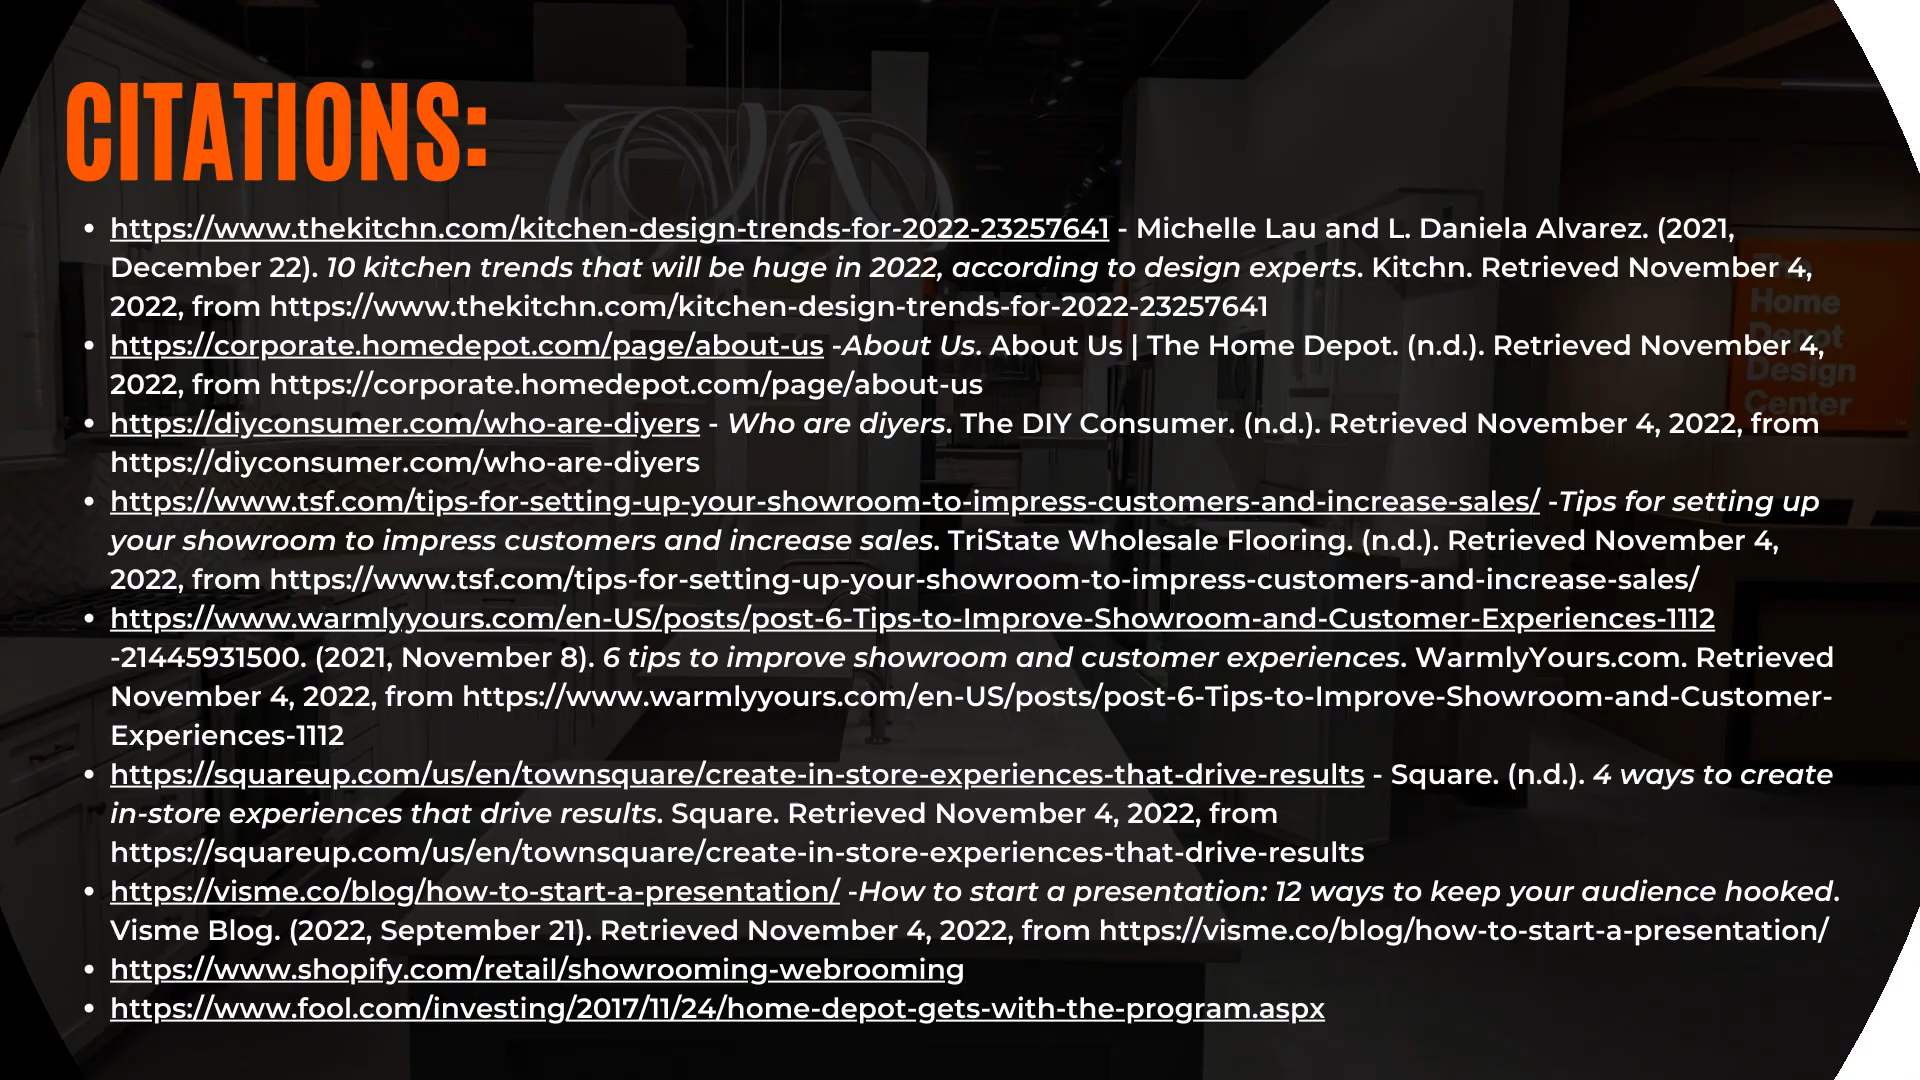 CITATIONS:
• https://www.thekitchn.com/kitchen-design-trends-for-2022-23257641 - Michelle Lau and L. Daniela Alvarez. (2021,
December 22). 10 kitchen trends that will be huge in 2022, according to design experts. Kitchn. Retrieved November 4,
2022, from https://www.thekitchn.com/kitchen-design-trends-for-2022-23257641
• https://corporate.homedepot.com/page/about-us -About Us. About Us | The Home Depot. (n.d.). Retrieved November 4,
2022, from https://corporate.homedepot.com/page/about-us
• https://diyconsumer.com/who-are-diyers - Who are diyers. The DIY Consumer. (n.d.). Retrieved November 4, 2022, from
https://diyconsumer.com/who-are-diyers
• https://www.tsf.com/tips-for-setting-up-your-showroom-to-impress-customers-and-increase-sales/ -Tips for setting up
your showroom to impress customers and increase sales. TriState Wholesale Flooring. (n.d.). Retrieved November 4,
2022, from https://www.tsf.com/tips-for-setting-up-your-showroom-to-impress-customers-and-increase-sales/
• https://www.warmlyyours.com/en-US/posts/post-6-Tips-to-Improve-Showroom-and-Customer-Experiences-1112
-21445931500. (2021, November 8). 6 tips to improve showroom and customer experiences. WarmlyYours.com. Retrieved
November 4, 2022, from https://www.warmlyyours.com/en-US/posts/post-6-Tips-to-Improve-Showroom-and-Customer-
Experiences-1112
• https://squareup.com/us/en/townsquare/create-in-store-experiences-that-drive-results - Square. (n.d.). 4 ways to create
in-store experiences that drive results. Square. Retrieved November 4, 2022, from
https://squareup.com/us/en/townsquare/create-in-store-experiences-that-drive-results
• https://visme.co/blog/how-to-start-a-presentation/ -How to start a presentation: 12 ways to keep your audience hooked.
Visme Blog. (2022, September 21). Retrieved November 4, 2022, from https://visme.co/blog/how-to-start-a-presentation/
• https://www.shopify.com/retail/showrooming-webrooming
• https://www.fool.com/investing/2017/11/24/home-depot-gets-with-the-program.aspx
The
Home
Depot
Design
Center